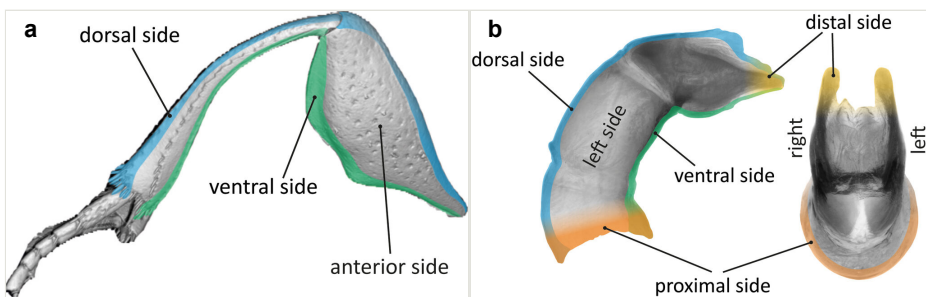 a
dorsal side
ventral side
anterior side
b
dorsal side
left side
ventral side
distal side
right
left
proximal side